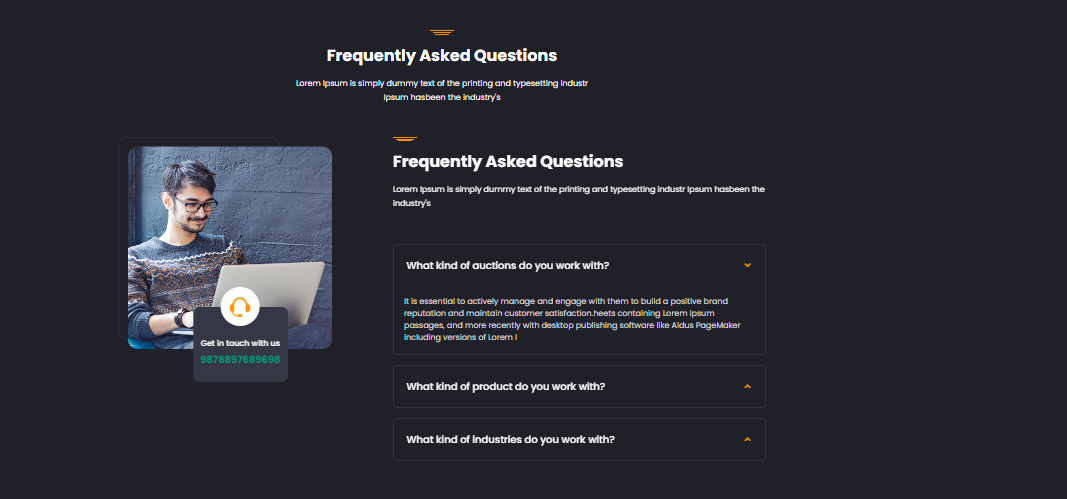 Frequently Asked Questions
Lorem Ipsum is simply dummy text of the printing and typesetting industr
Ipsum hasbeen the industry's
Frequently Asked Questions
Lorem Ipsum is simply dummy text of the printing and typesetting industr Ipsum hasbeen the
industry's
What kind of auctions do you work with?
It is essential to actively manage and engage with them to build a positive brand
reputation and maintain customer satisfaction.heets containing Lorem Ipsum
passages, and more recently with desktop publishing software like Aldus PageMaker
including versions of Lorem I
Get in touch with us
9876897689698
What kind of product do you work with?
What kind of industries do you work with?